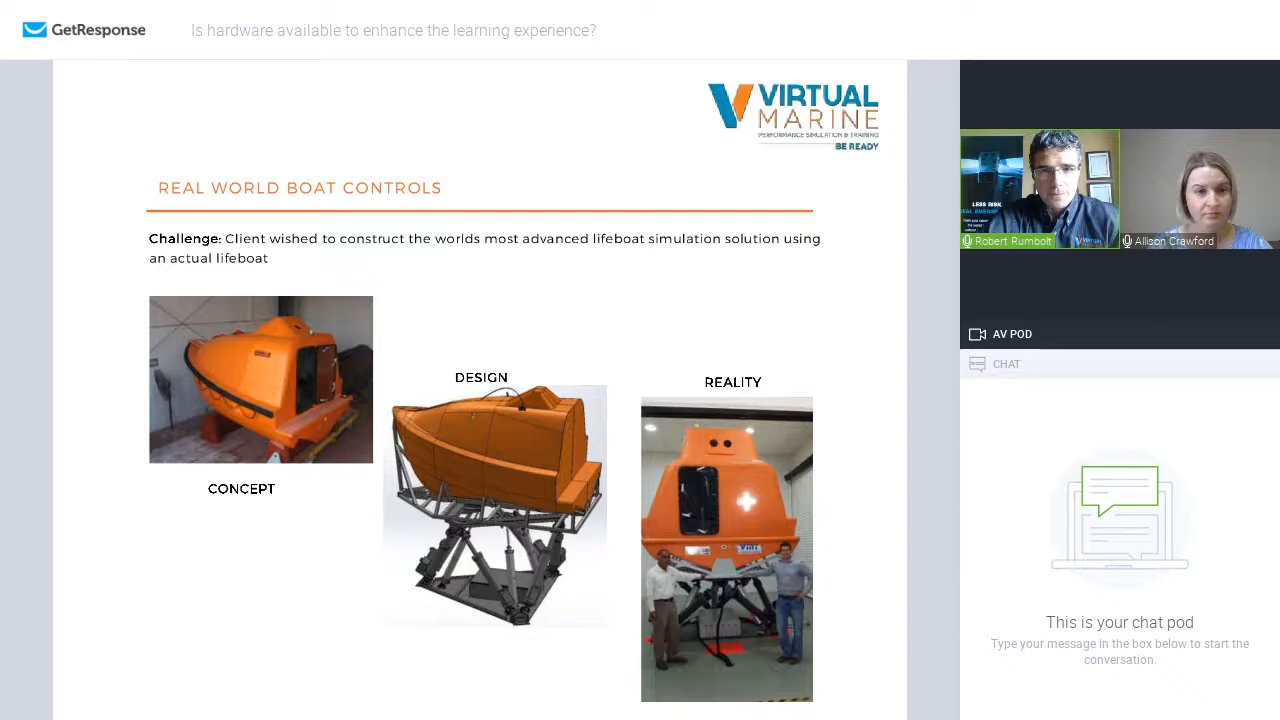 GetResponse
Is hardware available to enhance the learning experience?
VIRTUAL
MARINE
PERFORMANCE SIMULATION & TRAINING
BE READY
REAL WORLD BOAT CONTROLS
Challenge: Client wished to construct the worlds most advanced lifeboat simulation solution using
an actual lifeboat
DESIGN
REALITY
CONCEPT
LESS RISK
Robert Rumbolt
Allison Crawford
AV POD
CHAT
This is your chat pod
Type your message in the box below to start the
conversation.